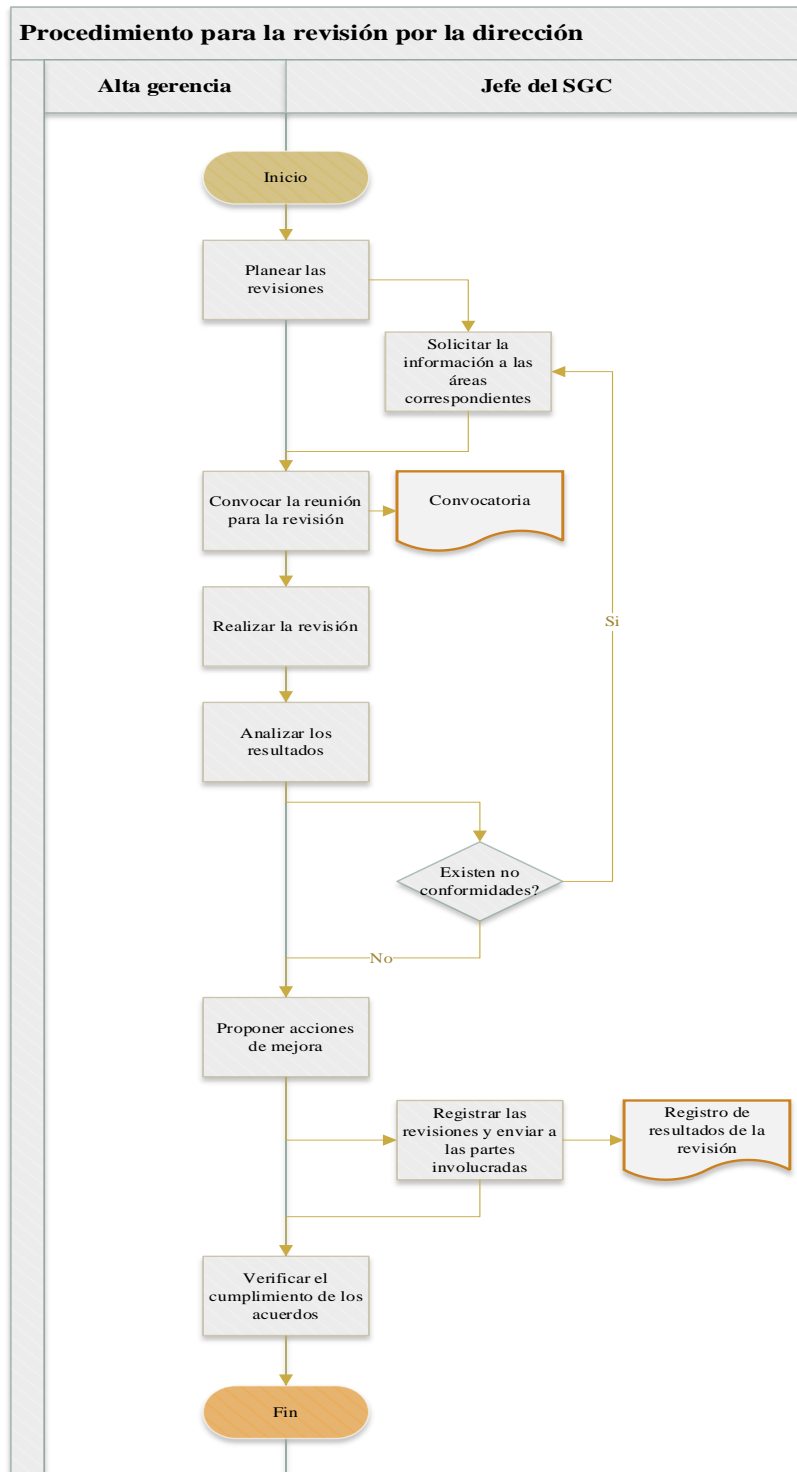 Procedimiento para la revisión por la dirección
Alta gerencia
Jefe del SGC
Inicio
Planear las
revisiones
Solicitar la
información a las
áreas
correspondientes
Convocar la reunión
para la revisión
Convocatoria
Realizar la revisión
Si
Analizar los
resultados
Existen no
conformidades?
No
Proponer acciones
de mejora
Registrar las
revisiones y enviar a
las partes
involucradas
Registro de
resultados de la
revisión
Verificar el
cumplimiento de los
acuerdos
Fin